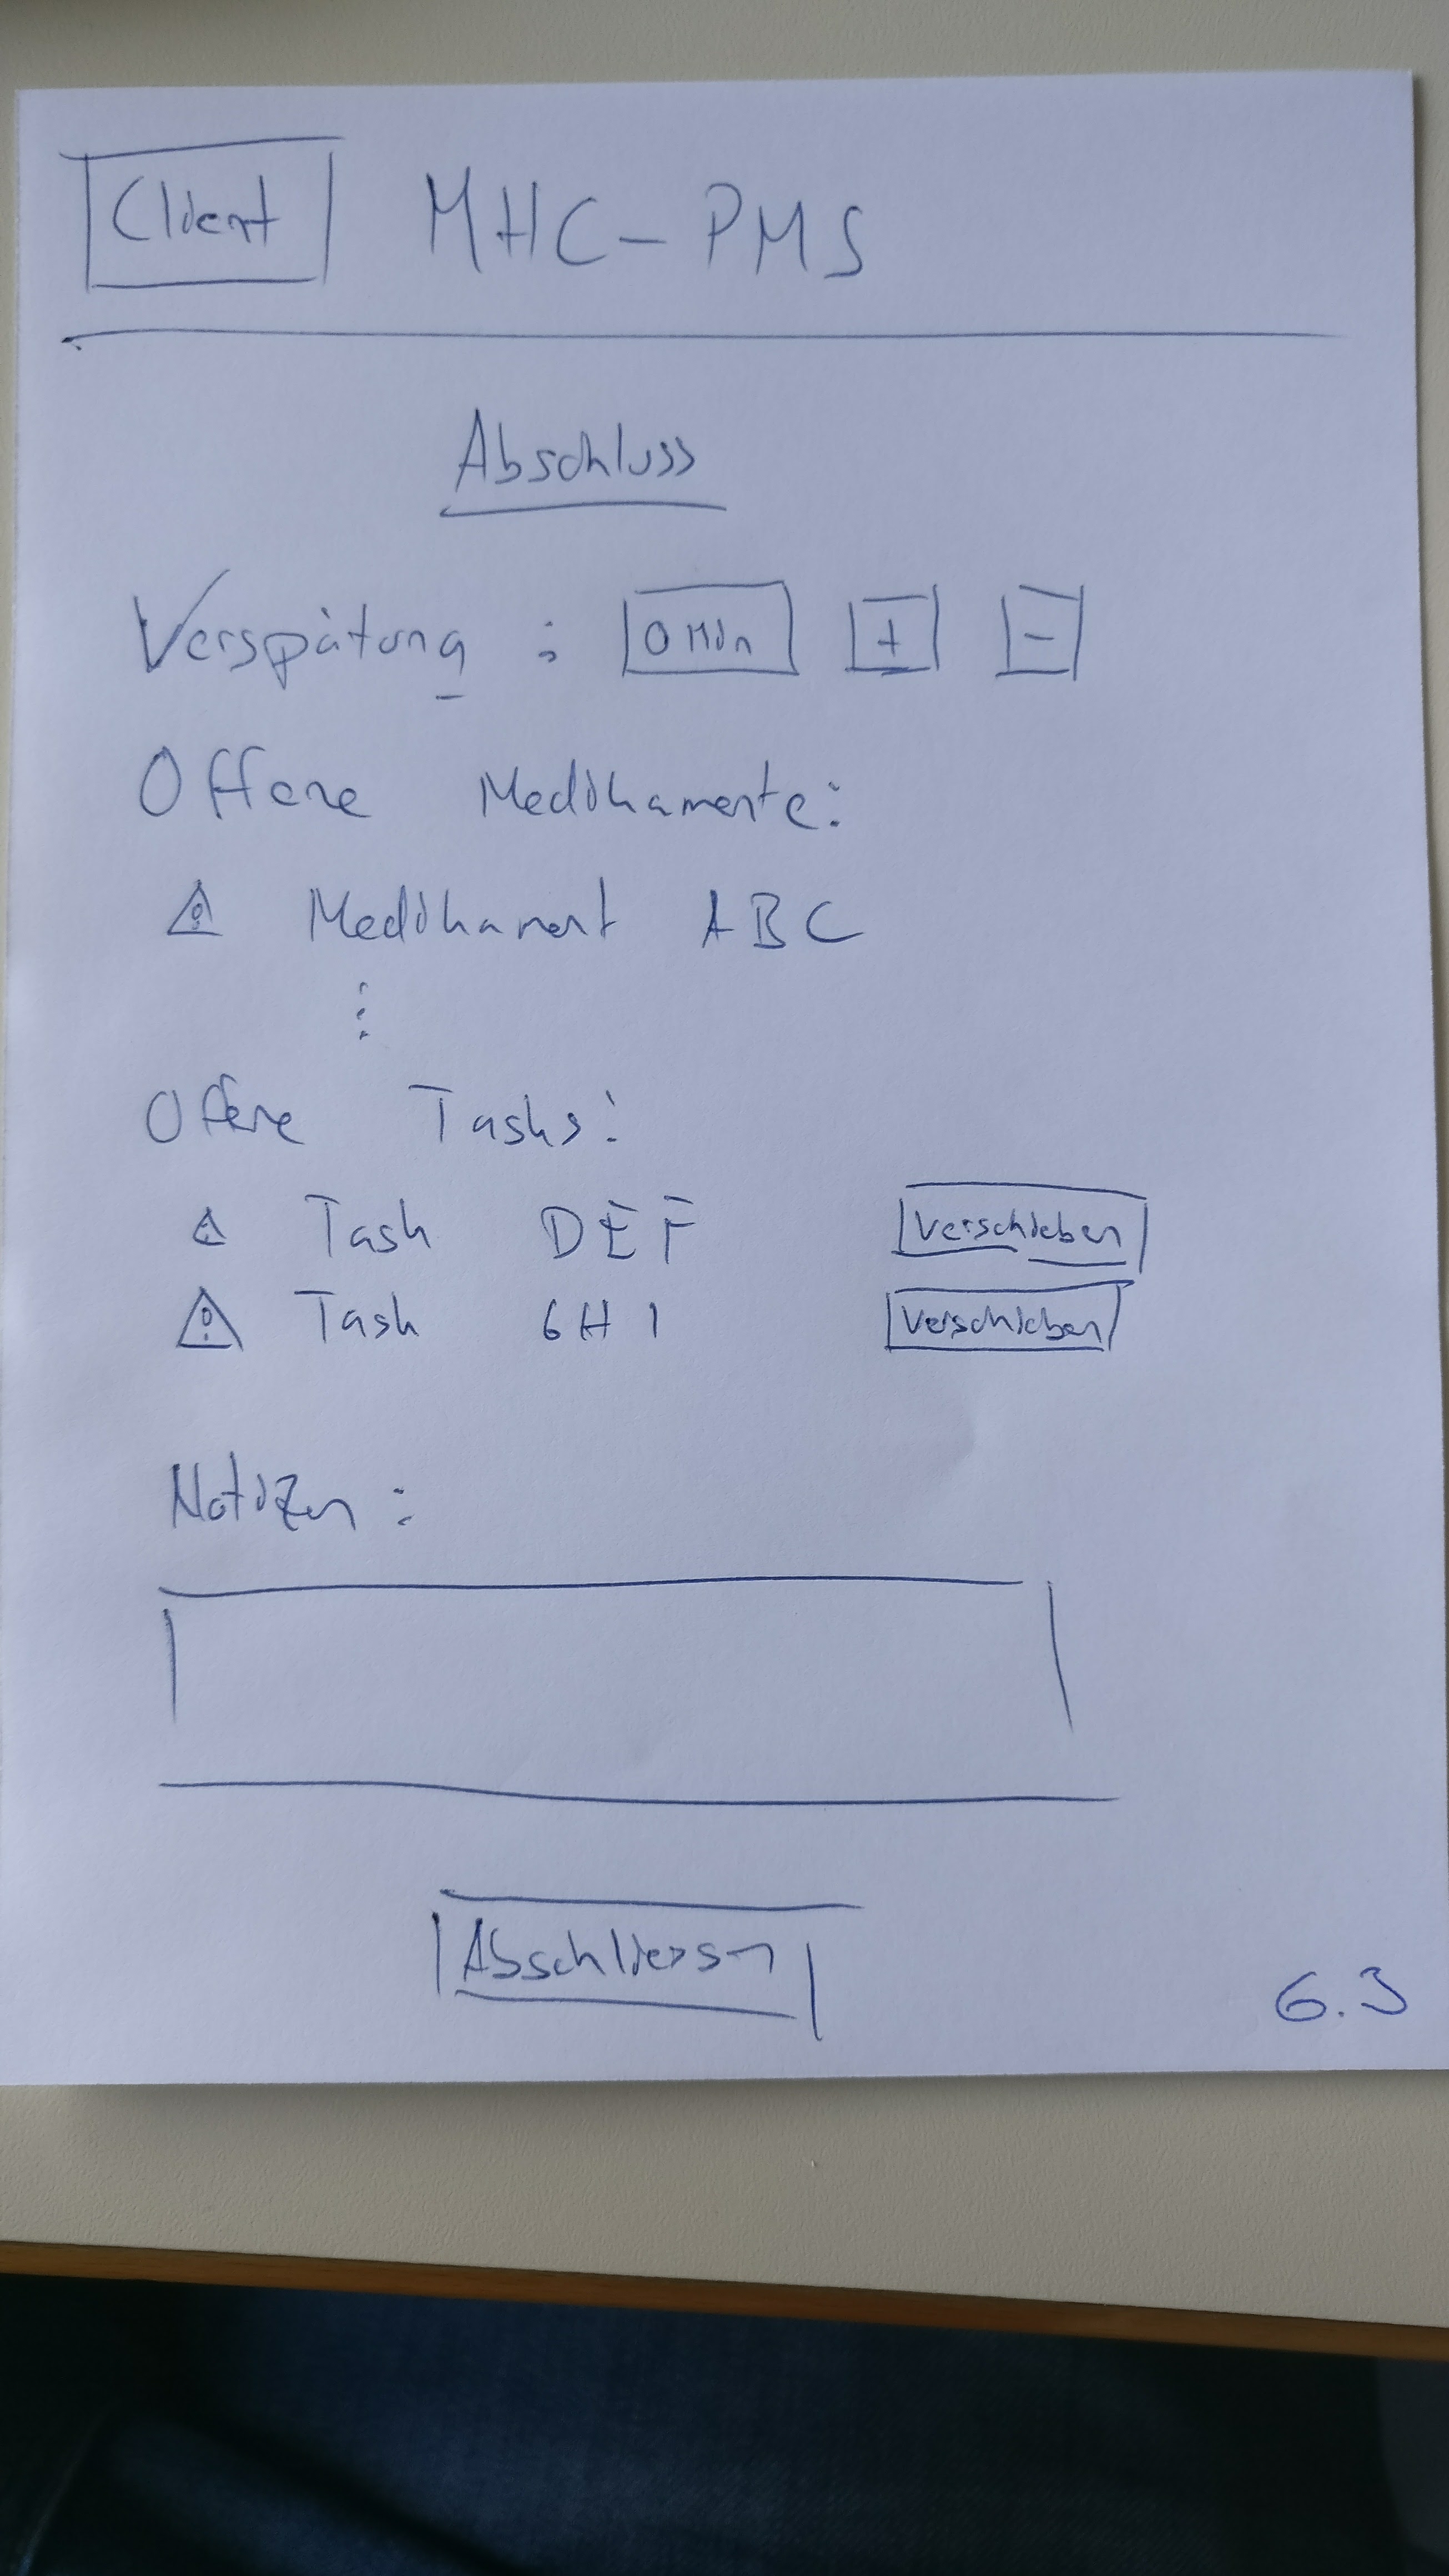 Client MHC-PMS
Abschluss
Verspätung : 0 Min + -
Offene Medikamente:
Medikament ABC
⋮
Offene Tasks:
Task DEF Verschieben
Task GHI Verschieben
Notizen :
Abschliessen
6.3